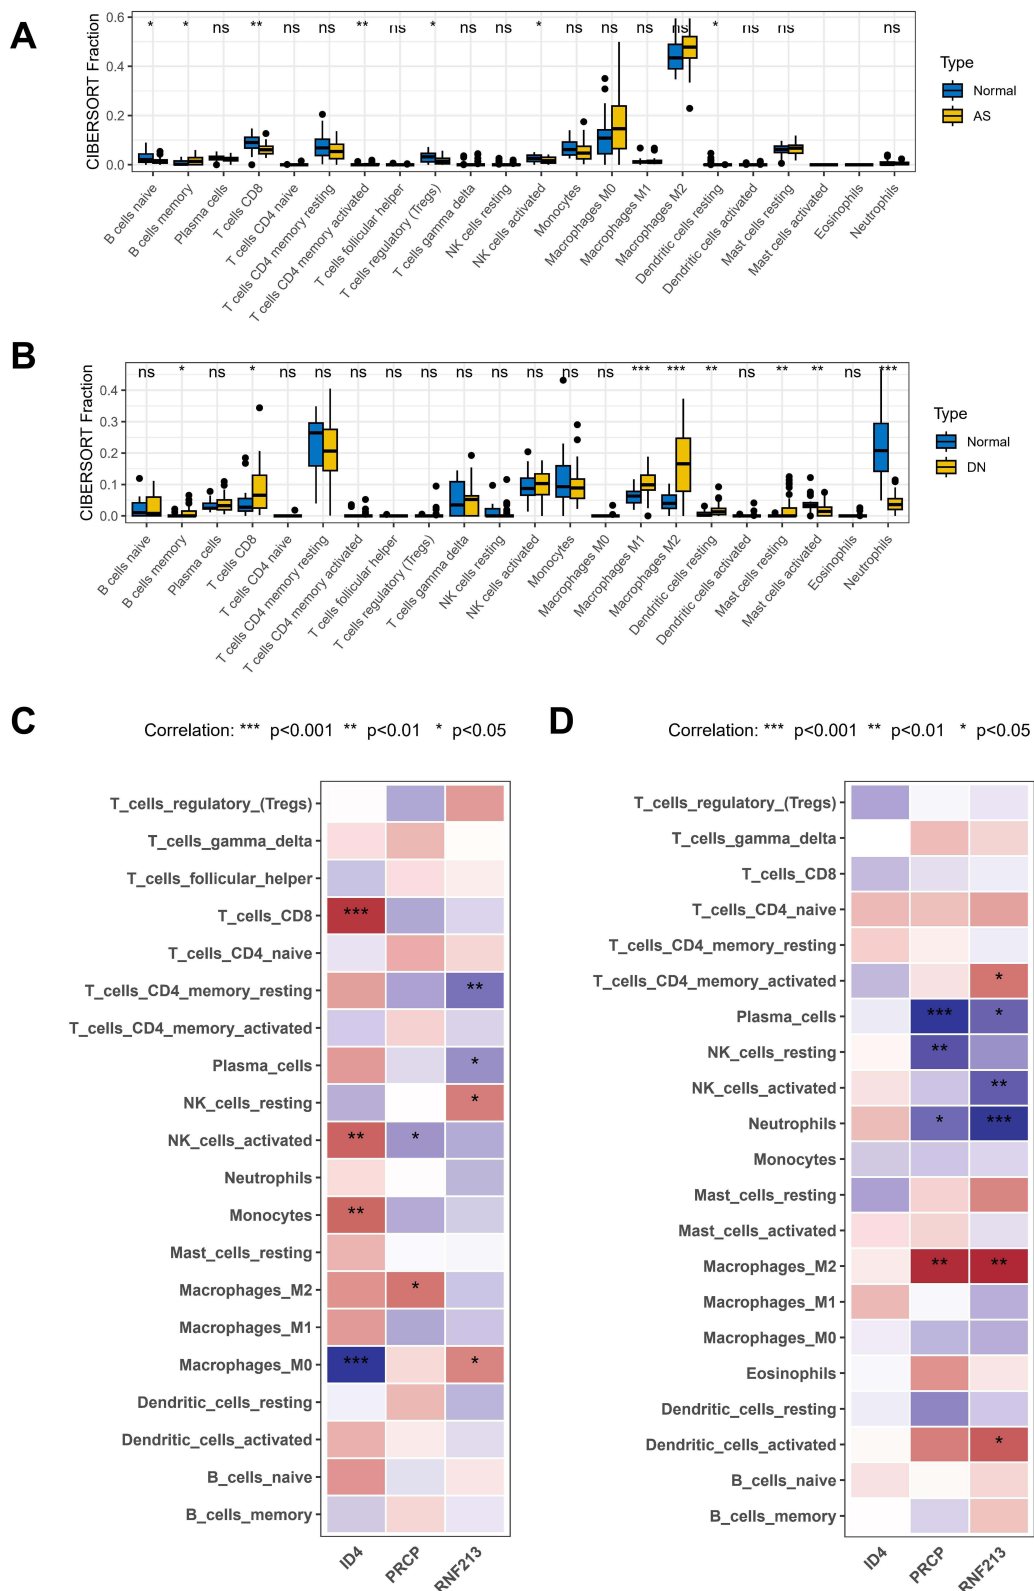 A
* * ns ** ns ns ** ns * ns ns * ns ns ns ns * ns ns ns
CIBERSORT Fraction
0.6
0.4
0.2
0.0
B cells naive
B cells memory
Plasma cells
T cells CD8
T cells CD4 naive
T cells CD4 memory resting
T cells CD4 memory activated
T cells follicular helper
T cells regulatory (Tregs)
T cells gamma delta
NK cells resting
NK cells activated
Monocytes
Macrophages M0
Macrophages M1
Macrophages M2
Dendritic cells resting
Dendritic cells activated
Mast cells resting
Mast cells activated
Eosinophils
Neutrophils
Type
Normal
AS
B
ns * ns * ns ns ns ns ns ns ns ns ns ns *** *** ** ns ** ** ns ***
CIBERSORT Fraction
0.4
0.3
0.2
0.1
0.0
B cells naive
B cells memory
Plasma cells
T cells CD8
T cells CD4 naive
T cells CD4 memory resting
T cells CD4 memory activated
T cells follicular helper
T cells regulatory (Tregs)
T cells gamma delta
NK cells resting
NK cells activated
Monocytes
Macrophages M0
Macrophages M1
Macrophages M2
Dendritic cells resting
Dendritic cells activated
Mast cells resting
Mast cells activated
Eosinophils
Neutrophils
Type
Normal
DN
C
Correlation: *** p<0.001 ** p<0.01 * p<0.05
T_cells_regulatory_(Tregs)
T_cells_gamma_delta
T_cells_follicular_helper
T_cells_CD8 ***
T_cells_CD4_naive
T_cells_CD4_memory_resting **
T_cells_CD4_memory_activated
Plasma_cells *
NK_cells_resting *
NK_cells_activated ** *
Neutrophils
Monocytes **
Mast_cells_resting
Macrophages_M2 *
Macrophages_M1
Macrophages_M0 *** *
Dendritic_cells_resting
Dendritic_cells_activated
B_cells_naive
B_cells_memory
ID4 PRCP RNF213
D
Correlation: *** p<0.001 ** p<0.01 * p<0.05
T_cells_regulatory_(Tregs)
T_cells_gamma_delta
T_cells_CD8
T_cells_CD4_naive
T_cells_CD4_memory_resting
T_cells_CD4_memory_activated *
Plasma_cells *** *
NK_cells_resting **
NK_cells_activated **
Neutrophils * ***
Monocytes
Mast_cells_resting
Mast_cells_activated
Macrophages_M2 ** **
Macrophages_M1
Macrophages_M0
Eosinophils
Dendritic_cells_resting
Dendritic_cells_activated *
B_cells_naive
B_cells_memory
ID4 PRCP RNF213